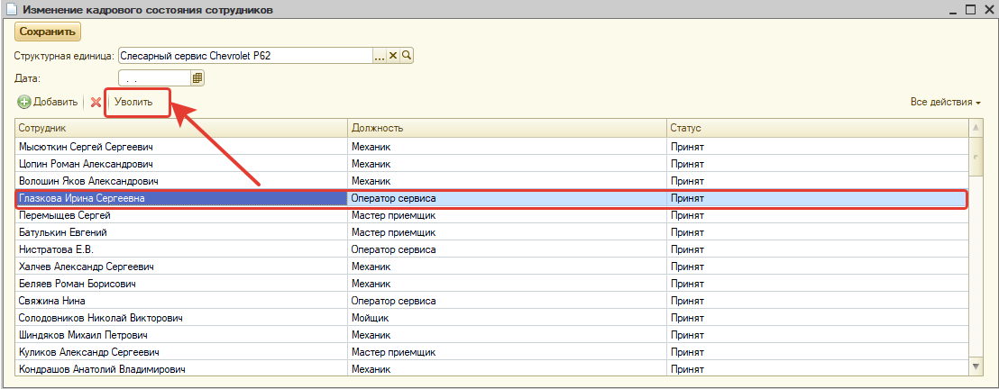 Изменение кадрового состояния сотрудников
Сохранить
Структурная единица: Слесарный сервис Chevrolet Р62 ...
Дата: . .
Добавить Уволить Все действия
Сотрудник Должность Статус
Мысюткин Сергей Сергеевич Механик Принят
Цопин Роман Александрович Механик Принят
Волошин Яков Александрович Механик Принят
Глазкова Ирина Сергеевна Оператор сервиса Принят
Перемыщев Сергей Мастер приемщик Принят
Батулькин Евгений Мастер приемщик Принят
Нистратова Е.В. Оператор сервиса Принят
Халчев Александр Сергеевич Механик Принят
Беляев Роман Борисович Механик Принят
Свяжина Нина Оператор сервиса Принят
Солодовников Николай Викторович Мойщик Принят
Шиндяков Михаил Петрович Механик Принят
Куликов Александр Сергеевич Мастер приемщик Принят
Кондрашов Анатолий Владимирович Механик Принят